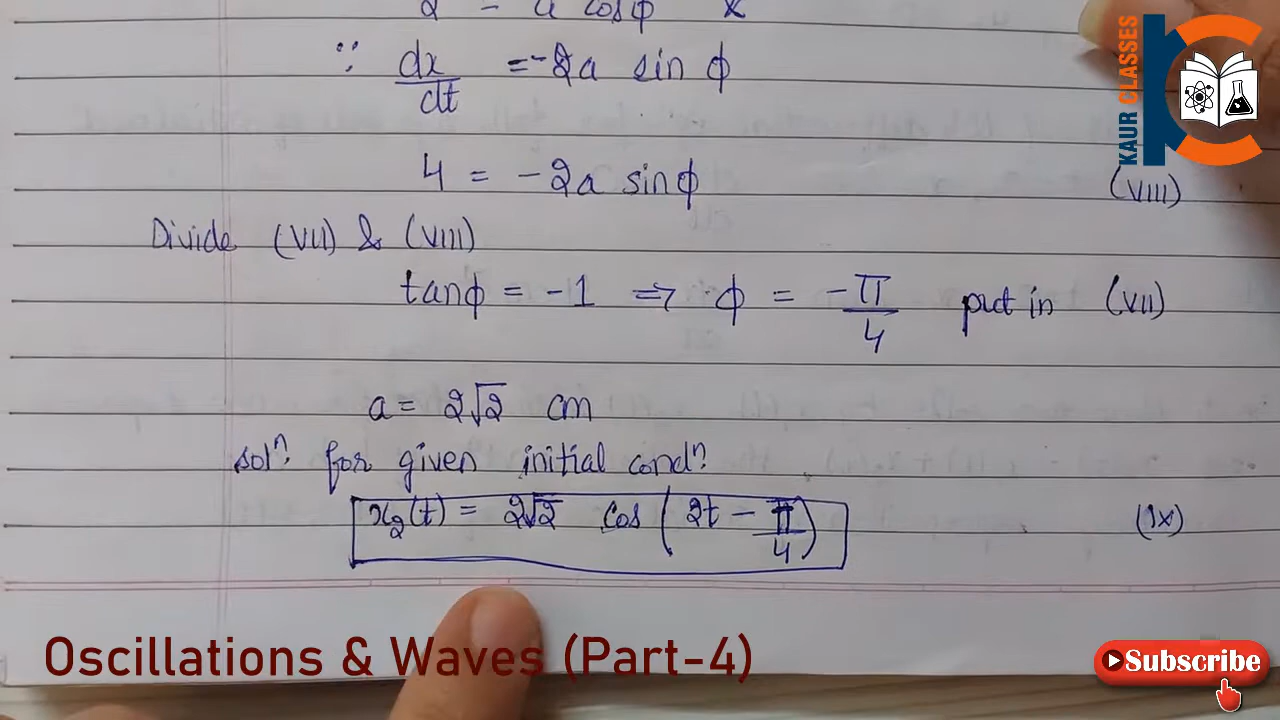 2 = a cosϕ
∵ dx/dt = -2a sin ϕ
4 = -2a sinϕ (VIII)
Divide (VII) & (VIII)
tanϕ = -1 ⇒ ϕ = -π/4 put in (VII)
a = 2√2 cm
solⁿ. for given initial condⁿ.
x₂(t) = 2√2 cos (2t - π/4) (IX)
KAUR CLASSES
Oscillations & Waves (Part-4)
Subscribe